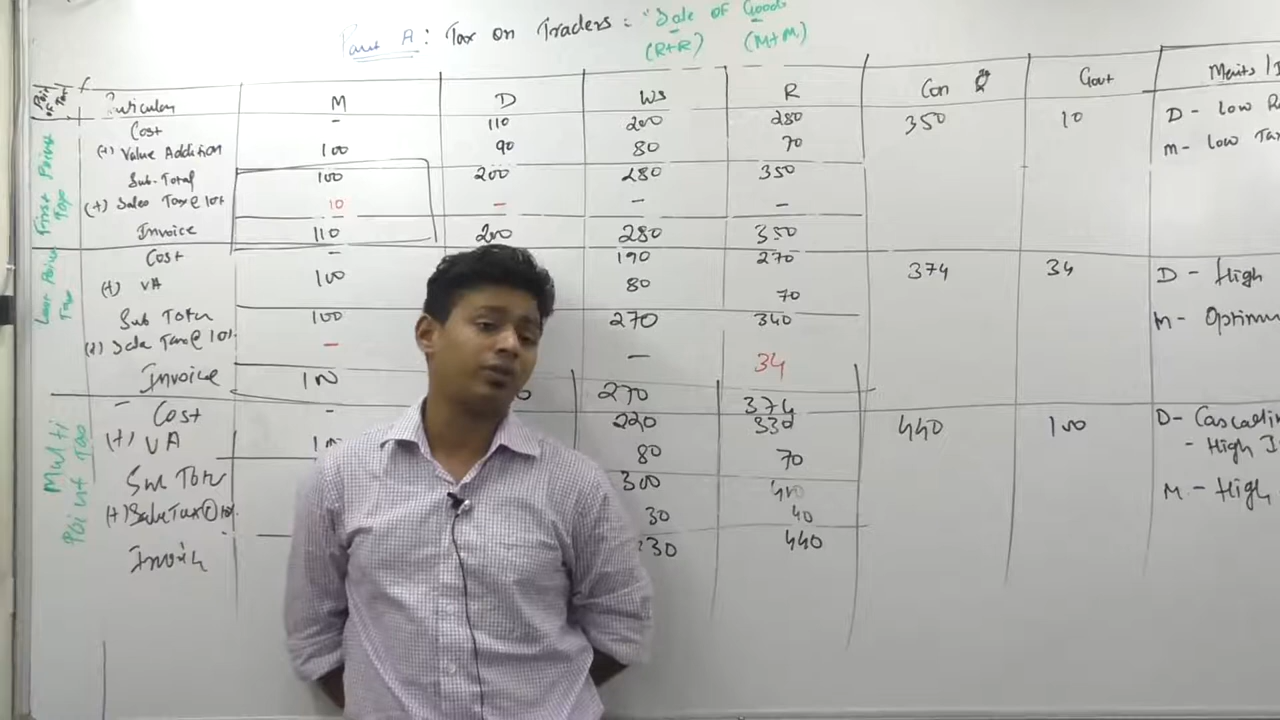 Part A: Tax on Traders: "Sale of Goods
(R+R) (M+M)
Point of Tax Particulars M D WS R Con Govt Merits
Cost - 110 200 280 350 10 D - Low
First Point Tax (+) Value Addition 100 90 80 70 M - Low Tax
Sub-Total 100 200 280 350
(+) Sales Tax @ 10% 10 - - -
Invoice 110 200 280 350
Cost - 190 270 374 34 D - High
Last Point Tax (+) VA 100 80 70
Sub Total 100 270 340 M - Optimum
(+) Sales Tax @ 10% - - 34
Invoice 100 270 374
Cost - 220 330 440 100 D - Cascading
Multi Point Tax (+) VA 80 70 - High
Sub Total 300 400 M - High
(+) Sales Tax @ 10% 30 40
Invoice 330 440